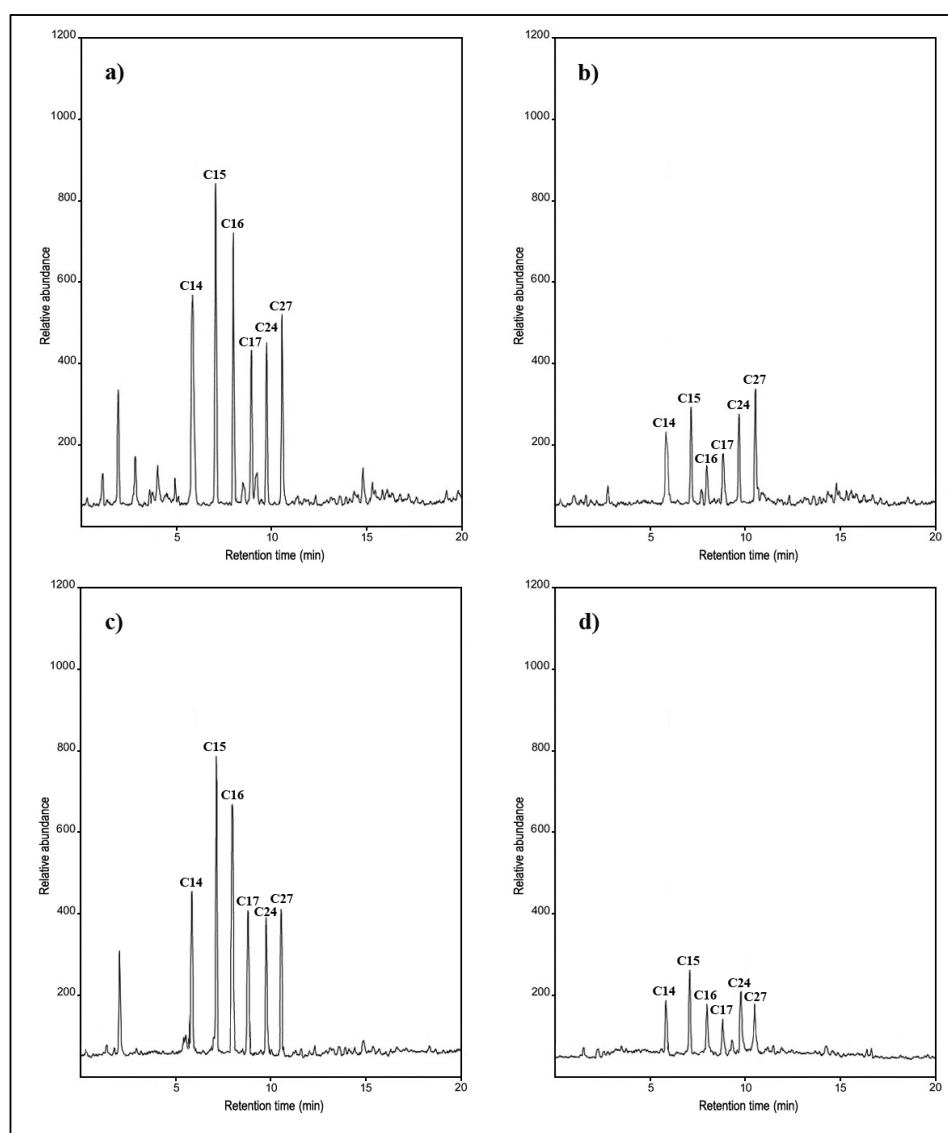 a)
1200
1000
800
600
400
200
Relative abundance
C14
C15
C16
C17
C24
C27
5
10
15
20
Retention time (min)
b)
1200
1000
800
600
400
200
Relative abundance
C14
C15
C16
C17
C24
C27
5
10
15
20
Retention time (min)
c)
1200
1000
800
600
400
200
Relative abundance
C14
C15
C16
C17
C24
C27
5
10
15
20
Retention time (min)
d)
1200
1000
800
600
400
200
Relative abundance
C14
C15
C16
C17
C24
C27
5
10
15
20
Retention time (min)